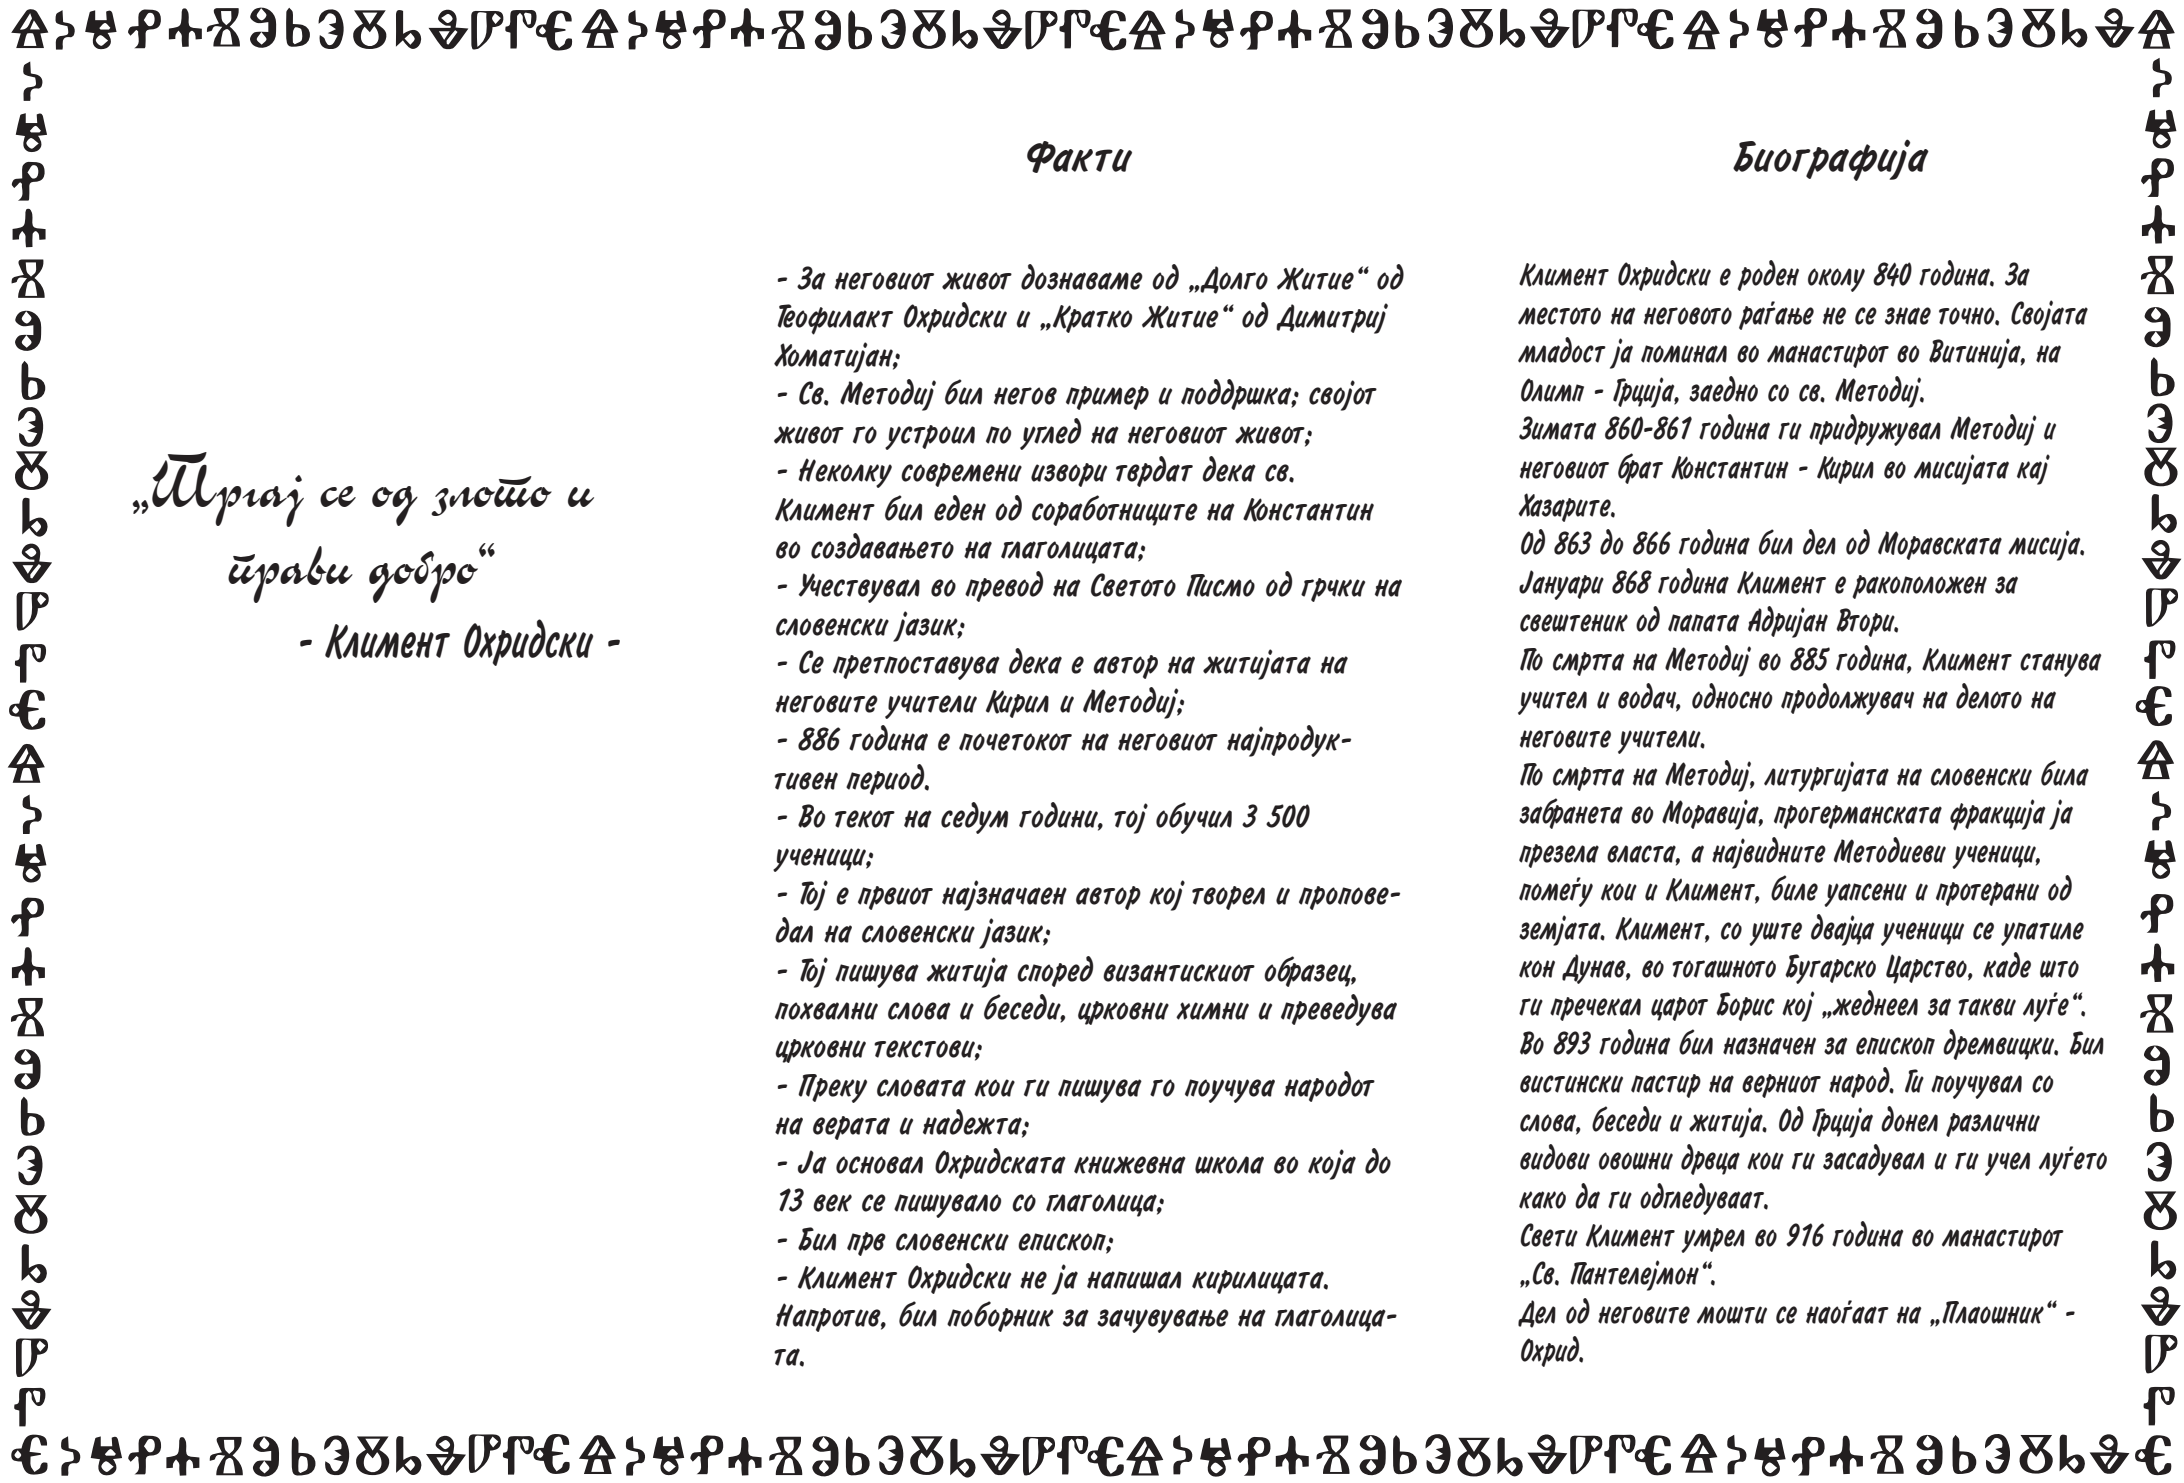 „Тргај се од злото и
прави добро“
- Климент Охридски -
Факти
- За неговиот живот дознаваме од „Долго Житие“ од
Теофилакт Охридски и „Кратко Житие“ од Димитриј
Хоматијан;
- Св. Методиј бил негов пример и поддршка; својот
живот го устроил по углед на неговиот живот;
- Неколку современи извори тврдат дека св.
Климент бил еден од соработниците на Константин
во создавањето на глаголицата;
- Учествувал во превод на Светото Писмо од грчки на
словенски јазик;
- Се претпоставува дека е автор на житијата на
неговите учители Кирил и Методиј;
- 886 година е почетокот на неговиот најпродук-
тивен период.
- Во текот на седум години, тој обучил 3 500
ученици;
- Тој е првиот најзначаен автор кој творел и пропове-
дал на словенски јазик;
- Тој пишува житија според византискиот образец,
похвални слова и беседи, црковни химни и преведува
црковни текстови;
- Преку словата кои ги пишува го поучува народот
на верата и надежта;
- Ја основал Охридската книжевна школа во која до
13 век се пишувало со глаголица;
- Бил прв словенски епископ;
- Климент Охридски не ја напишал кирилицата.
Напротив, бил поборник за зачувување на глаголица-
та.
Биографија
Климент Охридски е роден околу 840 година. За
местото на неговото раѓање не се знае точно. Својата
младост ја поминал во манастирот во Витинија, на
Олимп - Грција, заедно со св. Методиј.
Зимата 860-861 година ги придружувал Методиј и
неговиот брат Константин - Кирил во мисијата кај
Хазарите.
Од 863 до 866 година бил дел од Моравската мисија.
Јануари 868 година Климент е ракоположен за
свештеник од папата Адријан Втори.
По смртта на Методиј во 885 година, Климент станува
учител и водач, односно продолжувач на делото на
неговите учители.
По смртта на Методиј, литургијата на словенски била
забранета во Моравија, прогерманската фракција ја
презела власта, а највидните Методиеви ученици,
помеѓу кои и Климент, биле уапсени и протерани од
земјата. Климент, со уште двајца ученици се упатиле
кон Дунав, во тогашното Бугарско Царство, каде што
ги пречекал царот Борис кој „жеднеел за такви луѓе“.
Во 893 година бил назначен за епископ дремвицки. Бил
вистински пастир на верниот народ. Ги поучувал со
слова, беседи и житија. Од Грција донел различни
видови овошни дрвца кои ги засадувал и ги учел луѓето
како да ги одгледуваат.
Свети Климент умрел во 916 година во манастирот
„Св. Пантелејмон“.
Дел од неговите мошти се наоѓаат на „Плаошник“ -
Охрид.